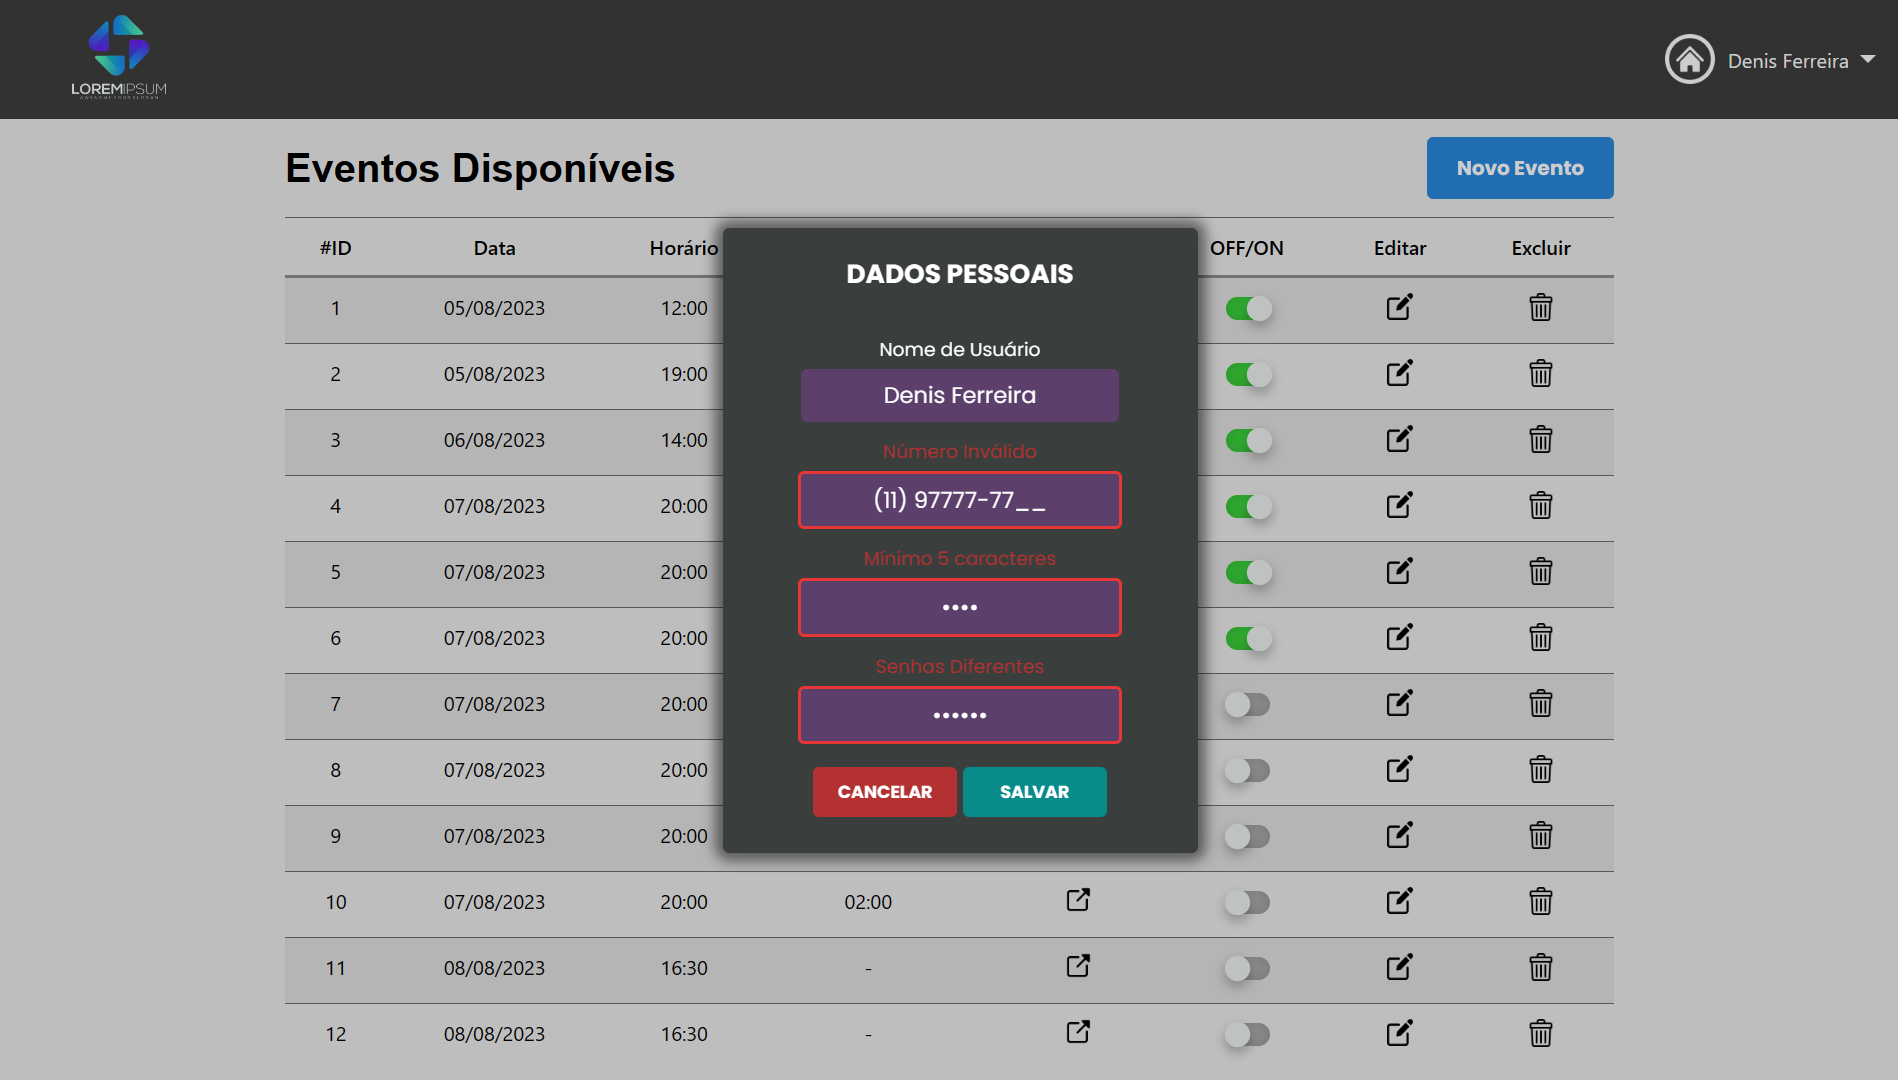 LOREMIPSUM
Denis Ferreira
Eventos Disponíveis
Novo Evento
#ID Data Horário OFF/ON Editar Excluir
1 05/08/2023 12:00
2 05/08/2023 19:00
3 06/08/2023 14:00
4 07/08/2023 20:00
5 07/08/2023 20:00
6 07/08/2023 20:00
7 07/08/2023 20:00
8 07/08/2023 20:00
9 07/08/2023 20:00
10 07/08/2023 20:00 02:00
11 08/08/2023 16:30 -
12 08/08/2023 16:30 -
DADOS PESSOAIS
Nome de Usuário
Denis Ferreira
Número Inválido
(11) 97777-77__
Mínimo 5 caracteres
••••
Senhas Diferentes
••••••
CANCELAR SALVAR